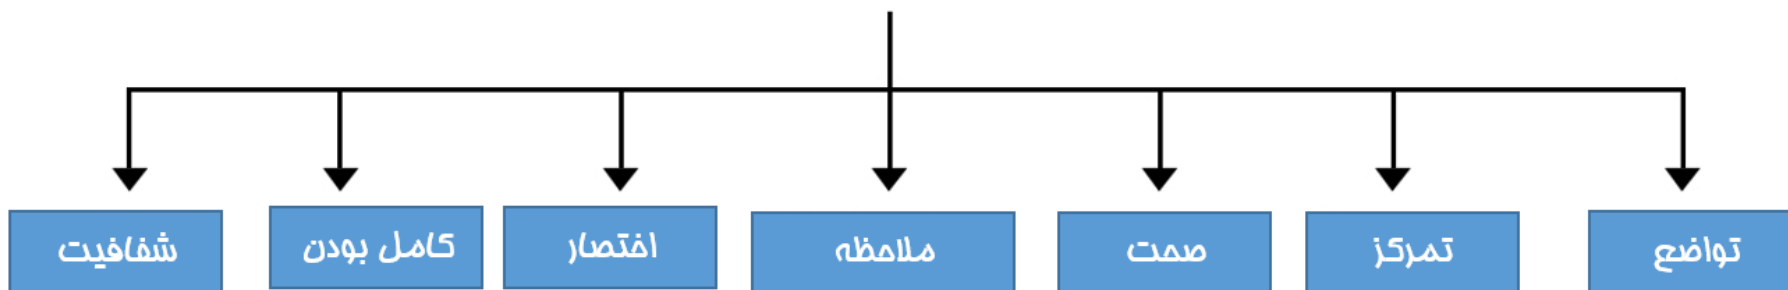 تواضع
تمرکز
صحت
ملاحظه
اختصار
کامل بودن
شفافیت